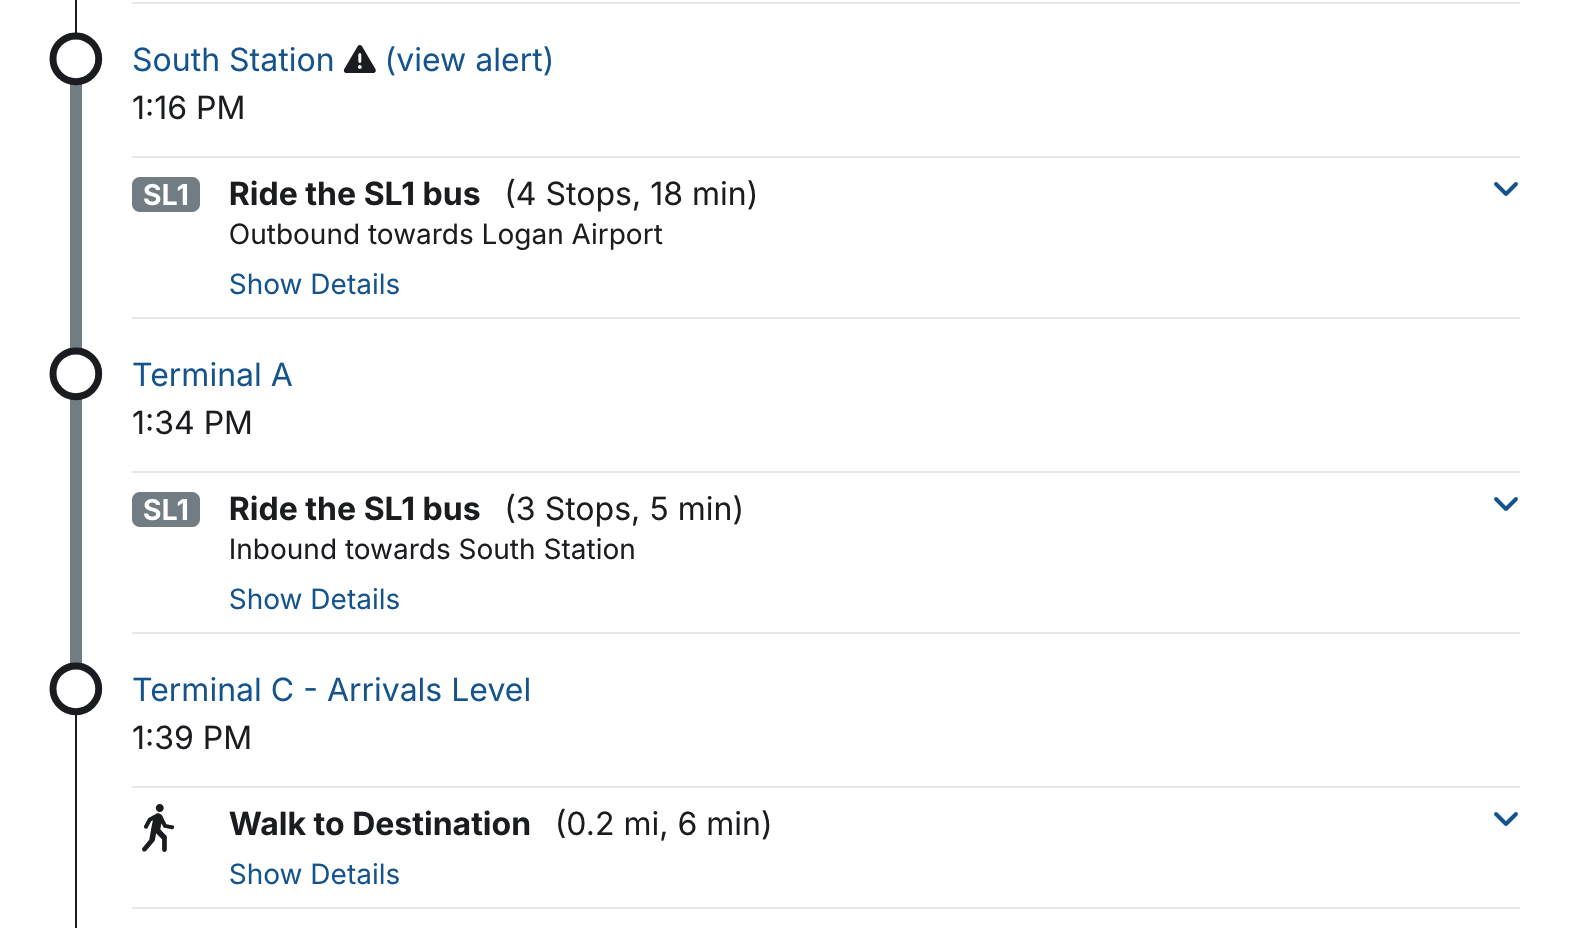 South Station (view alert)
1:16 PM
SL1 Ride the SL1 bus (4 Stops, 18 min)
Outbound towards Logan Airport
Show Details
Terminal A
1:34 PM
SL1 Ride the SL1 bus (3 Stops, 5 min)
Inbound towards South Station
Show Details
Terminal C - Arrivals Level
1:39 PM
Walk to Destination (0.2 mi, 6 min)
Show Details